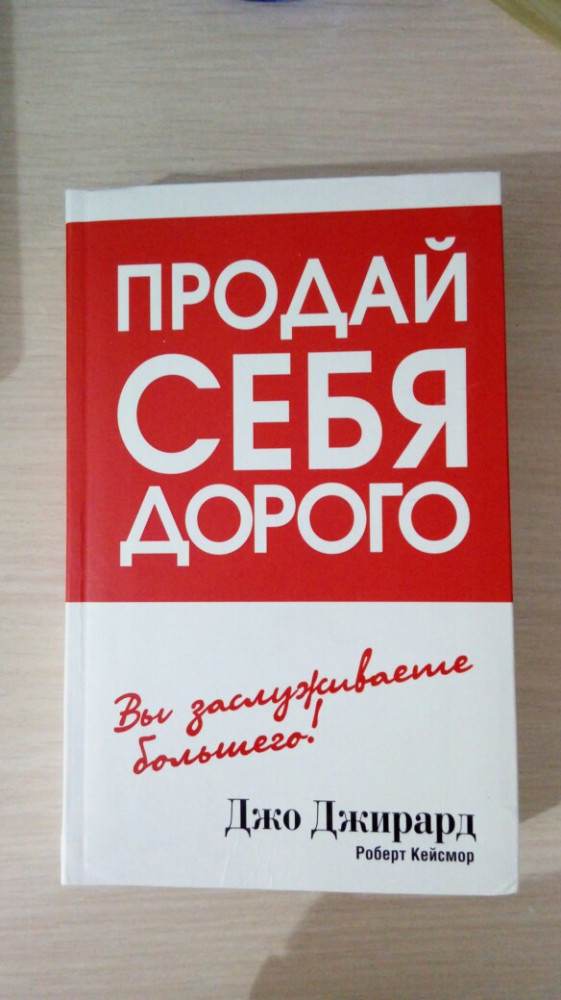 ПРОДАЙ
СЕБЯ
ДОРОГО
Вы заслуживаете
большего!
Джо Джирард
Роберт Кейсмор